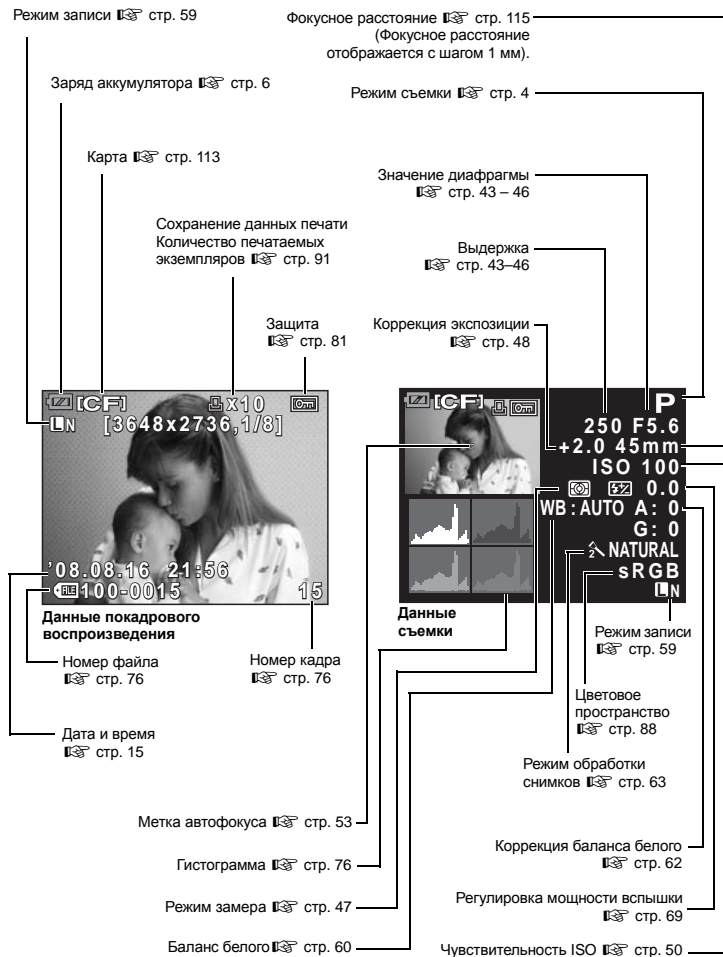 Режим записи ☞ стр. 59
Фокусное расстояние ☞ стр. 115
(Фокусное расстояние
отображается с шагом 1 мм).
Заряд аккумулятора ☞ стр. 6
Режим съемки ☞ стр. 4
Карта ☞ стр. 113
Значение диафрагмы
☞ стр. 43 – 46
Сохранение данных печати
Количество печатаемых
экземпляров ☞ стр. 91
Выдержка
☞ стр. 43–46
Защита
☞ стр. 81
Коррекция экспозиции
☞ стр. 48
[CF] x10
LN [3648x2736,1/8]
'08.08.16 21:56
FILE 100-0015 15
[CF] P
250 F5.6
+2.0 45mm
ISO 100
0.0
WB : AUTO A : 0
G : 0
2 NATURAL
sRGB
LN
Данные покадрового
воспроизведения
Данные
съемки
Номер файла
☞ стр. 76
Номер кадра
☞ стр. 76
Режим записи
☞ стр. 59
Дата и время
☞ стр. 15
Цветовое
пространство
☞ стр. 88
Режим обработки
снимков ☞ стр. 63
Метка автофокуса ☞ стр. 53
Гистограмма ☞ стр. 76
Коррекция баланса белого
☞ стр. 62
Режим замера ☞ стр. 47
Регулировка мощности вспышки
☞ стр. 69
Баланс белого ☞ стр. 60
Чувствительность ISO ☞ стр. 50